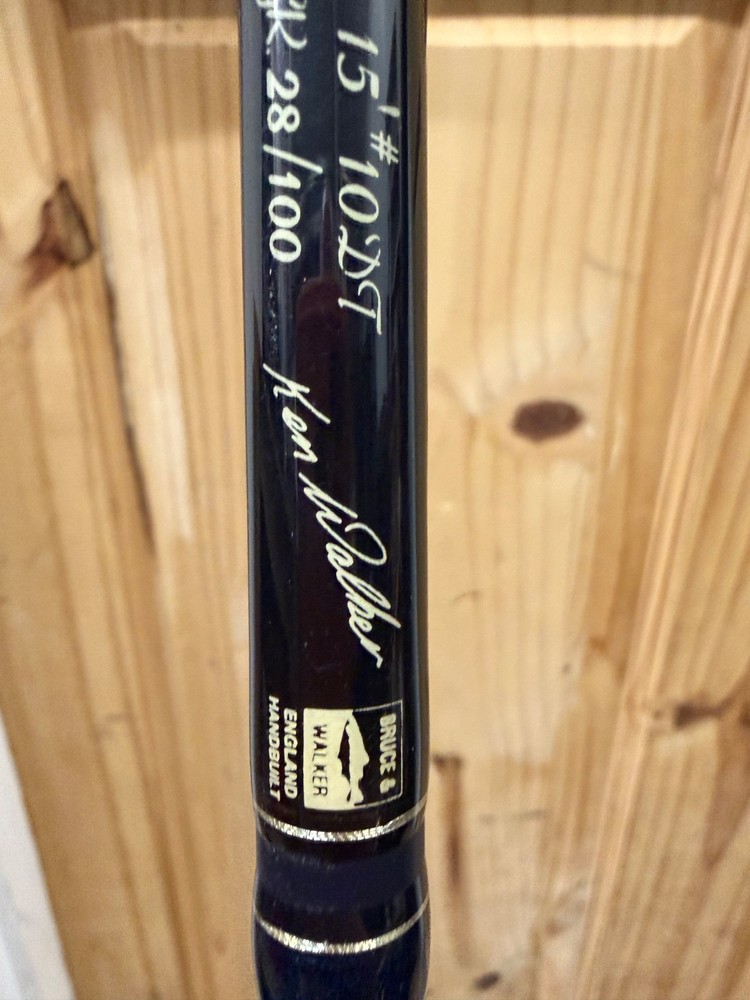 15' #10 DT
28/100
Ken Walker
BRUCE &
WALKER
ENGLAND
HANDBUILT